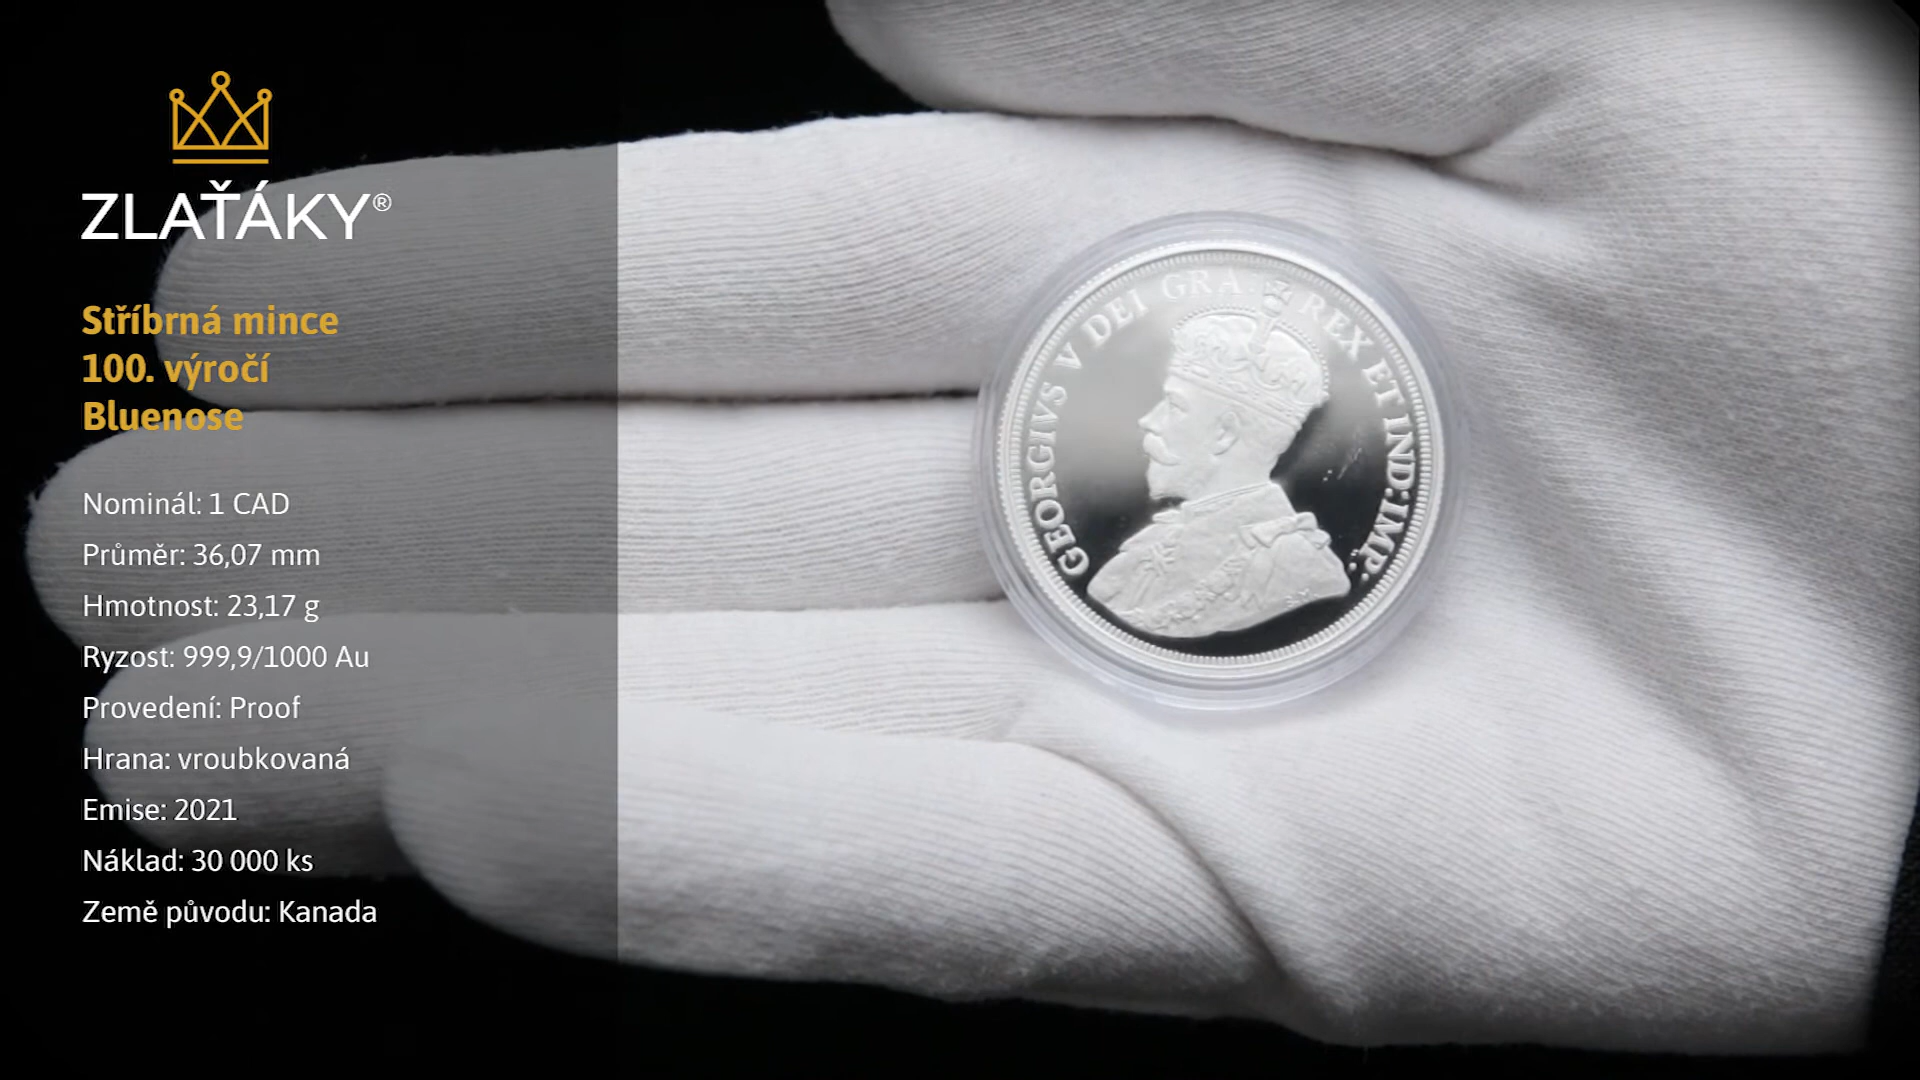 ZLAŤÁKY®
Stříbrná mince
100. výročí
Bluenose
Nominál: 1 CAD
Průměr: 36,07 mm
Hmotnost: 23,17 g
Ryzost: 999,9/1000 Au
Provedení: Proof
Hrana: vroubkovaná
Emise: 2021
Náklad: 30 000 ks
Země původu: Kanada
GEORGIVS V DEI GRA: REX ET IND:IMP: